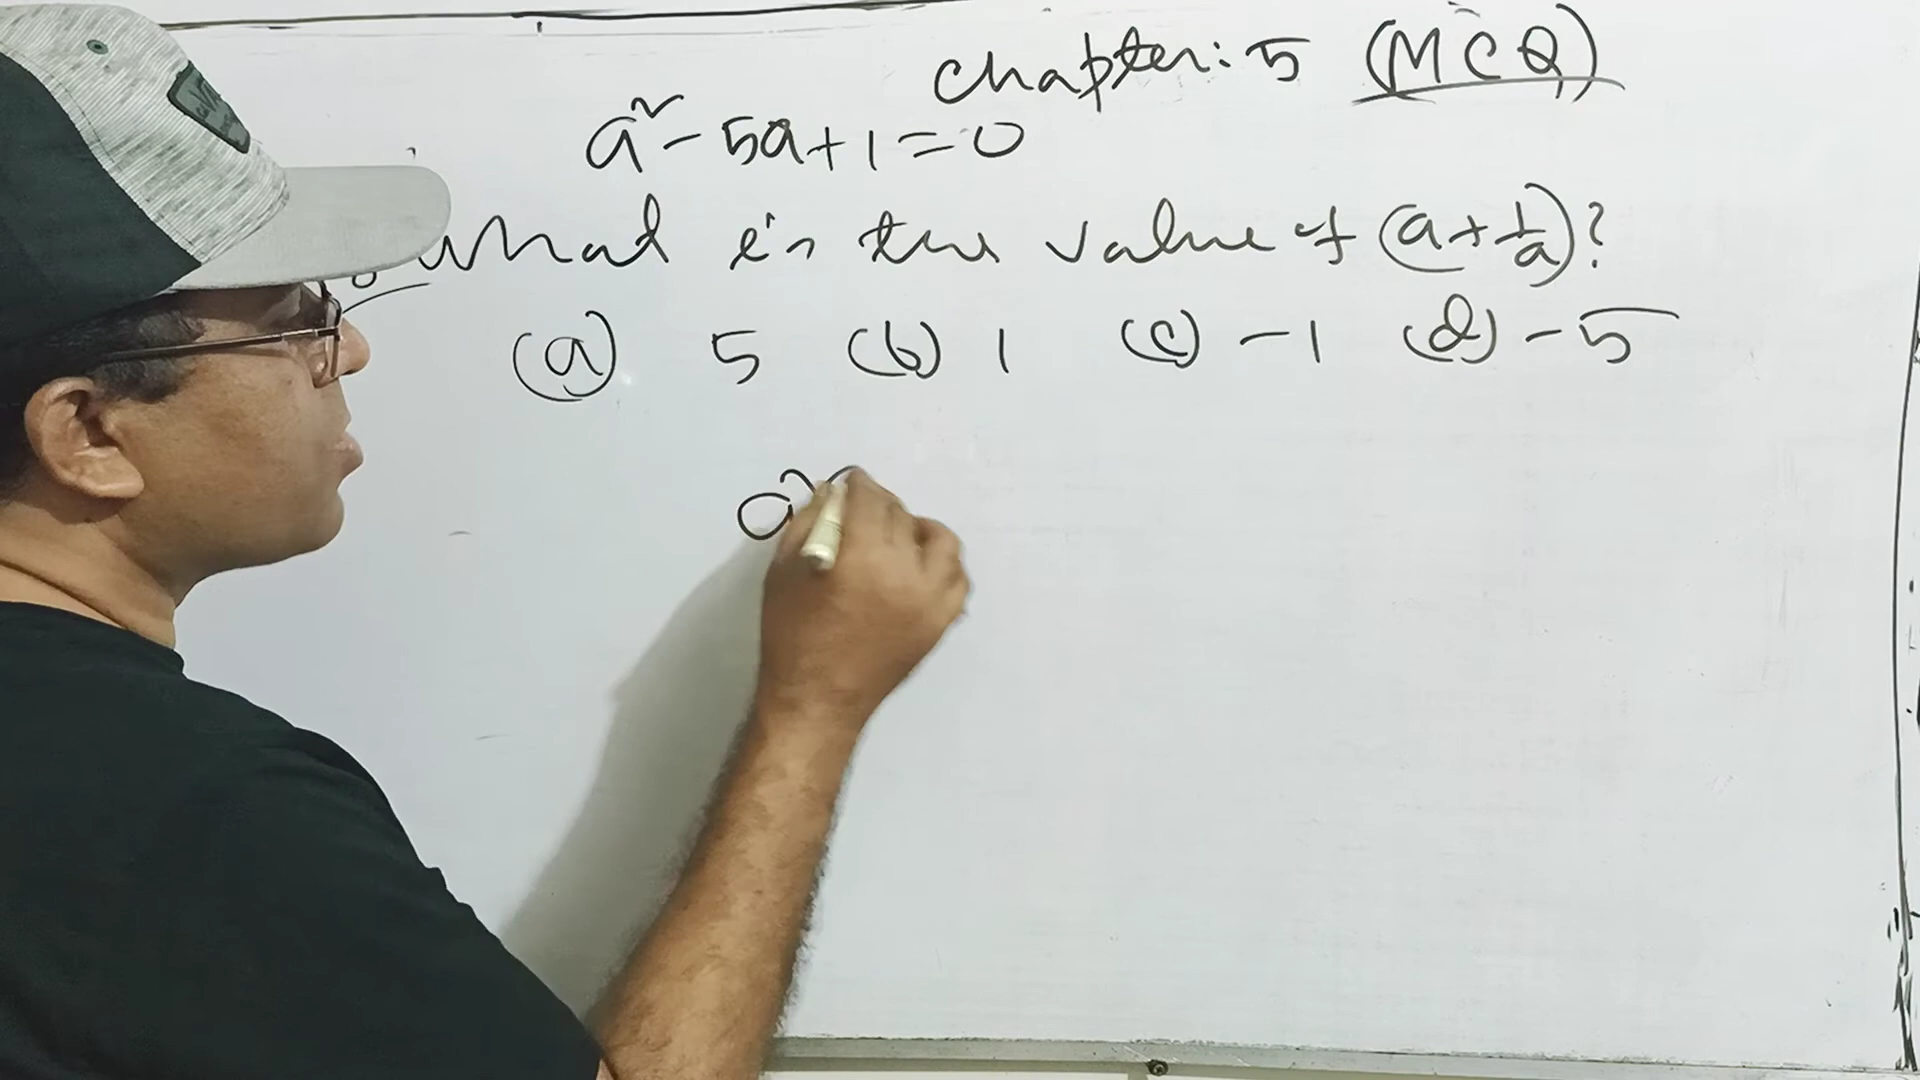 Chapter: 5 (MCQ)
a² - 5a + 1 = 0
What is the value of (a + 1/a)?
(a) 5 (b) 1 (c) -1 (d) -5
a²